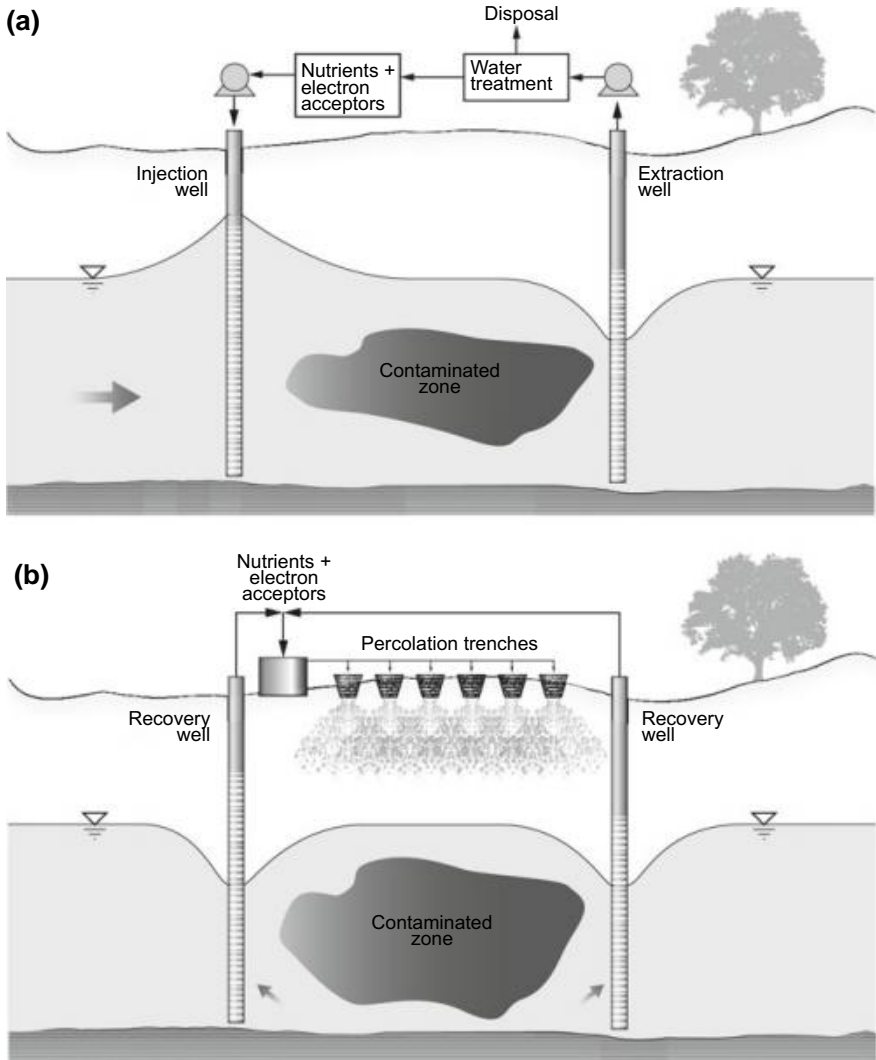 (a)
Disposal
Nutrients +
electron
acceptors
Water
treatment
Injection
well
Extraction
well
Contaminated
zone
(b)
Nutrients +
electron
acceptors
Percolation trenches
Recovery
well
Recovery
well
Contaminated
zone